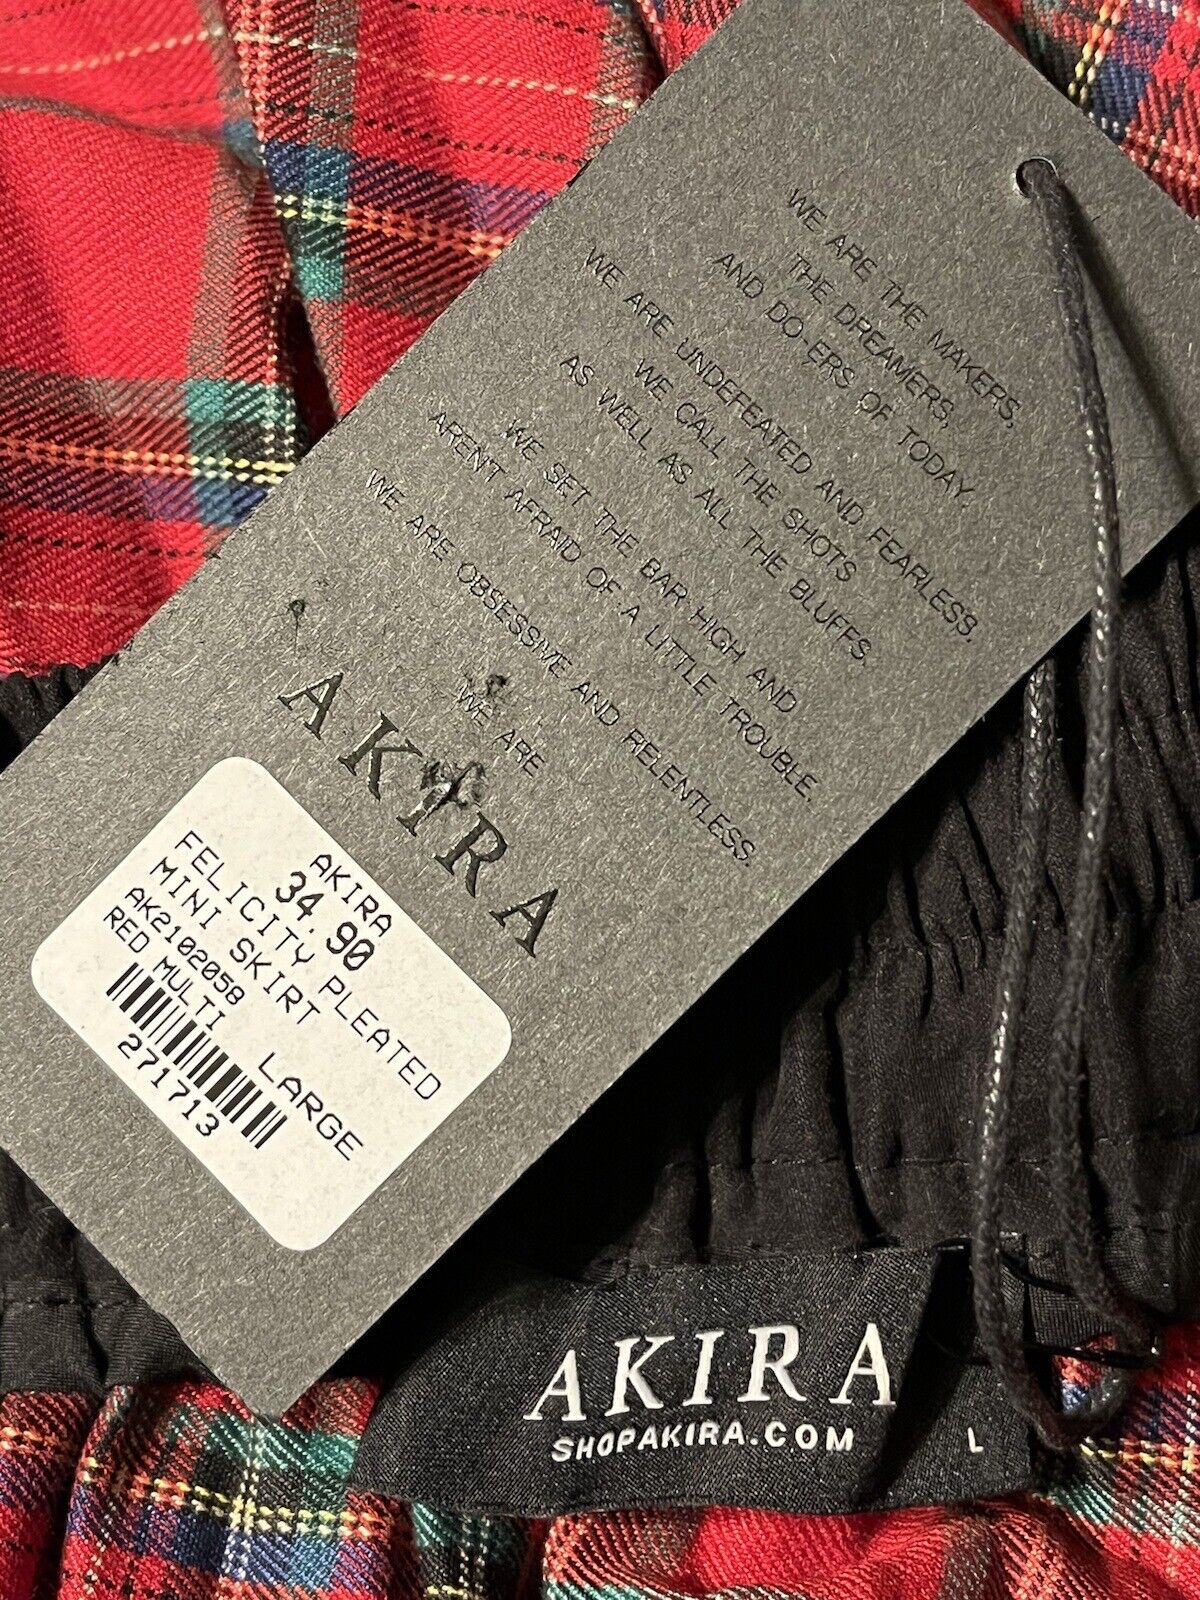 WE ARE THE MAKERS,
THE DREAMERS,
AND DO-ERS OF TODAY
WE ARE UNDEFEATED AND FEARLESS.
WE CALL THE SHOTS
AS WELL AS ALL THE BLUFFS.
WE SET THE BAR HIGH AND
AREN'T AFRAID OF A LITTLE TROUBLE.
WE ARE OBSESSIVE AND RELENTLESS.
WE ARE
AKIRA
AKIRA
34.90
FELICITY PLEATED
MINI SKIRT
AK2102058
RED MULTI
LARGE
271713
AKIRA
SHOPAKIRA.COM
L